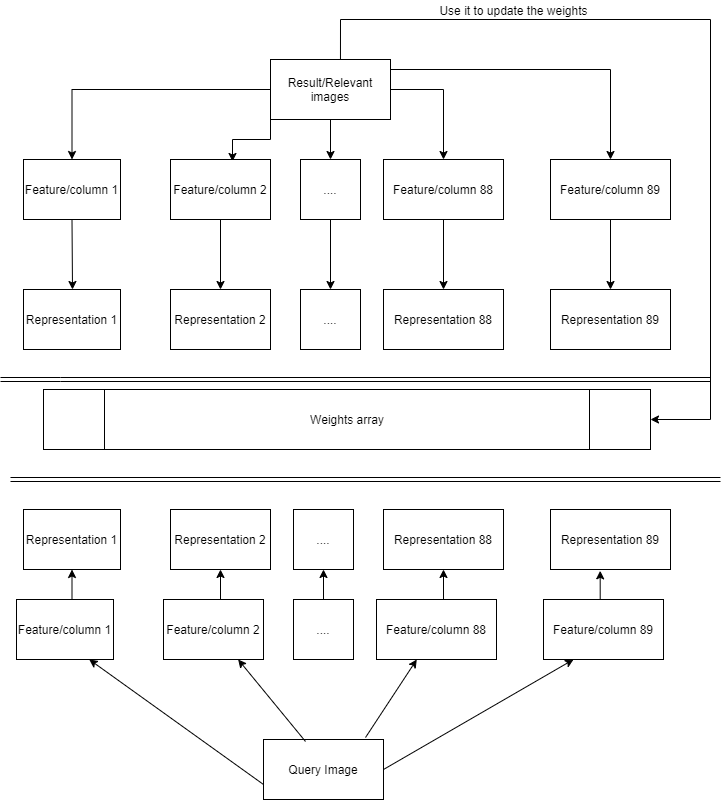 Use it to update the weights
Result/Relevant
images
Feature/column 1
Feature/column 2
....
Feature/column 88
Feature/column 89
Representation 1
Representation 2
....
Representation 88
Representation 89
Weights array
Representation 1
Representation 2
....
Representation 88
Representation 89
Feature/column 1
Feature/column 2
....
Feature/column 88
Feature/column 89
Query Image